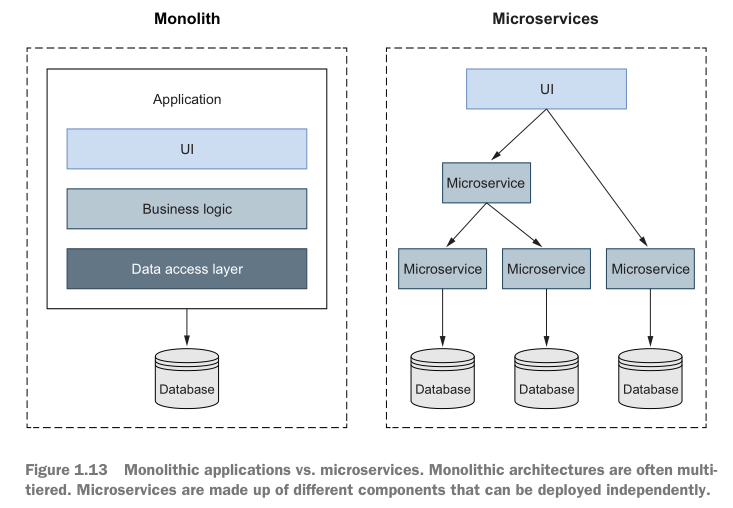 Monolith
Microservices
Application
UI
Business logic
Data access layer
Database
UI
Microservice
Microservice
Microservice
Microservice
Database
Database
Database
Figure 1.13 Monolithic applications vs. microservices. Monolithic architectures are often multi-
tiered. Microservices are made up of different components that can be deployed independently.